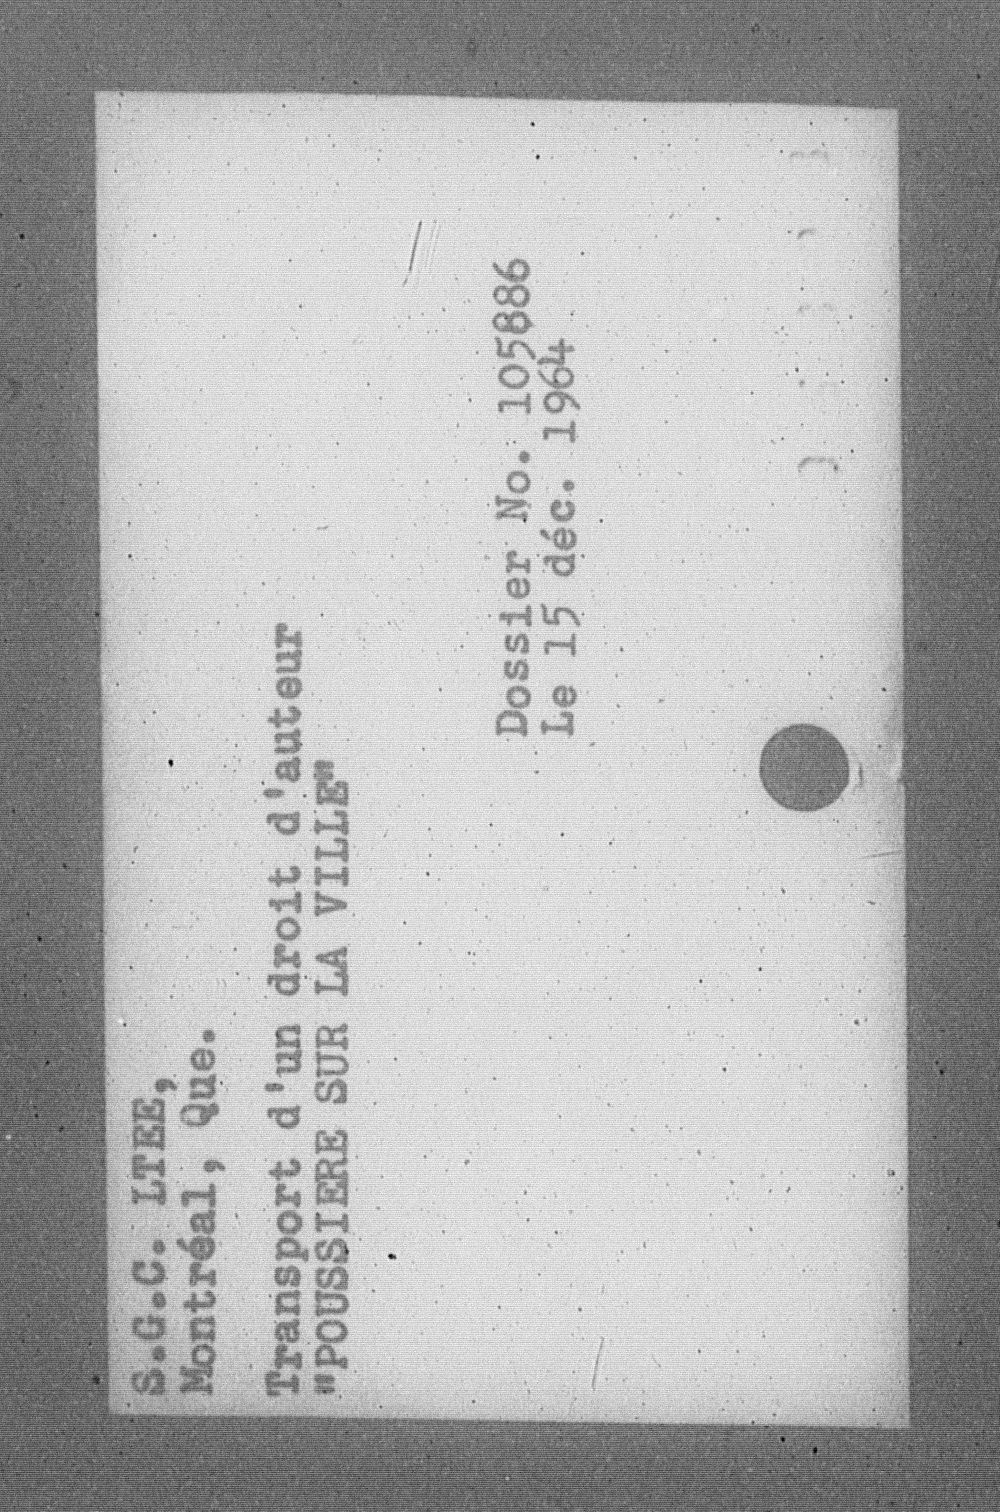 S.G.C. LTEE,
Montréal, Que.
Transport d'un droit d'auteur
"POUSSIERE SUR LA VILLE"
Dossier No. 105886
Le 15 déc. 1964